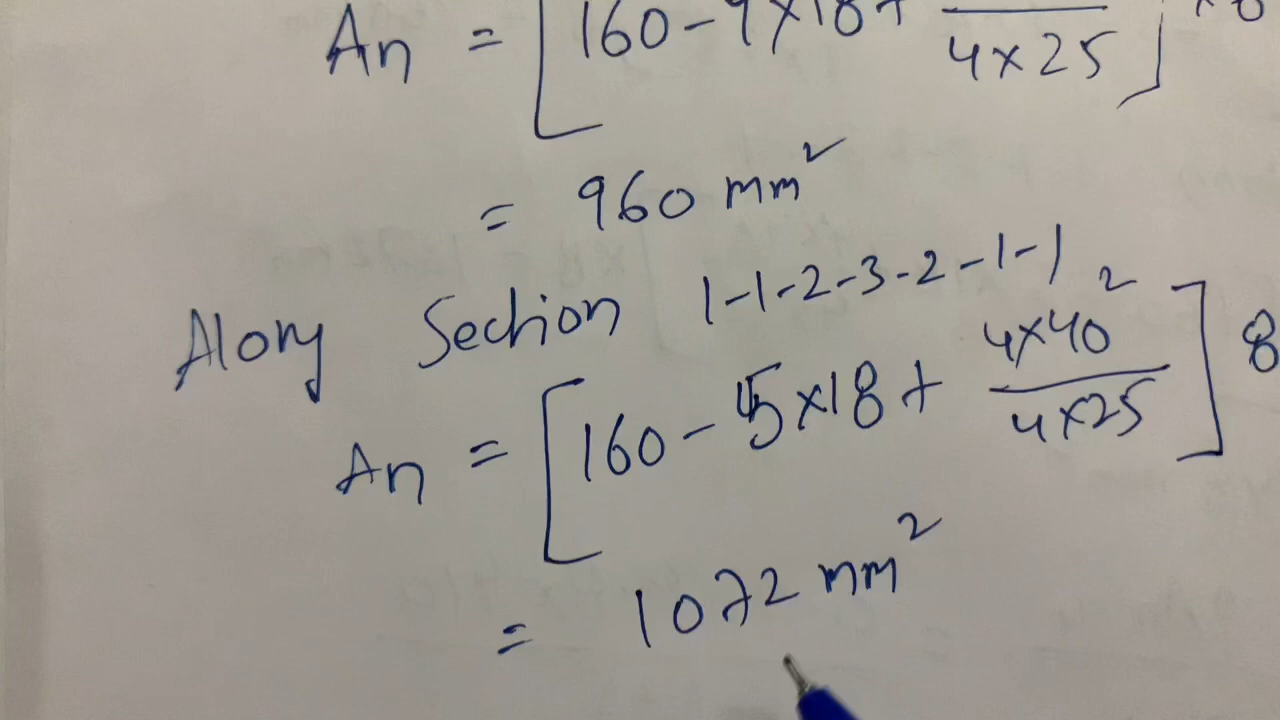 An = [160-4×18+ ――/4×25] ×8
= 960 mm²
Along Section 1-1-2-3-2-1-1
An = [160-5×18+ 4×40²/4×25] 8
= 1072 mm²